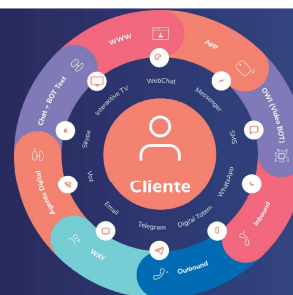 WWW
App
OWI (Video BOT)
Inbound
Outbound
WAY
Agente Digital
Chat + BOT Text
WebChat
Messenger
SMS
WhatsApp
Digital Totem
Telegram
Email
Skype
Interactive TV
Cliente